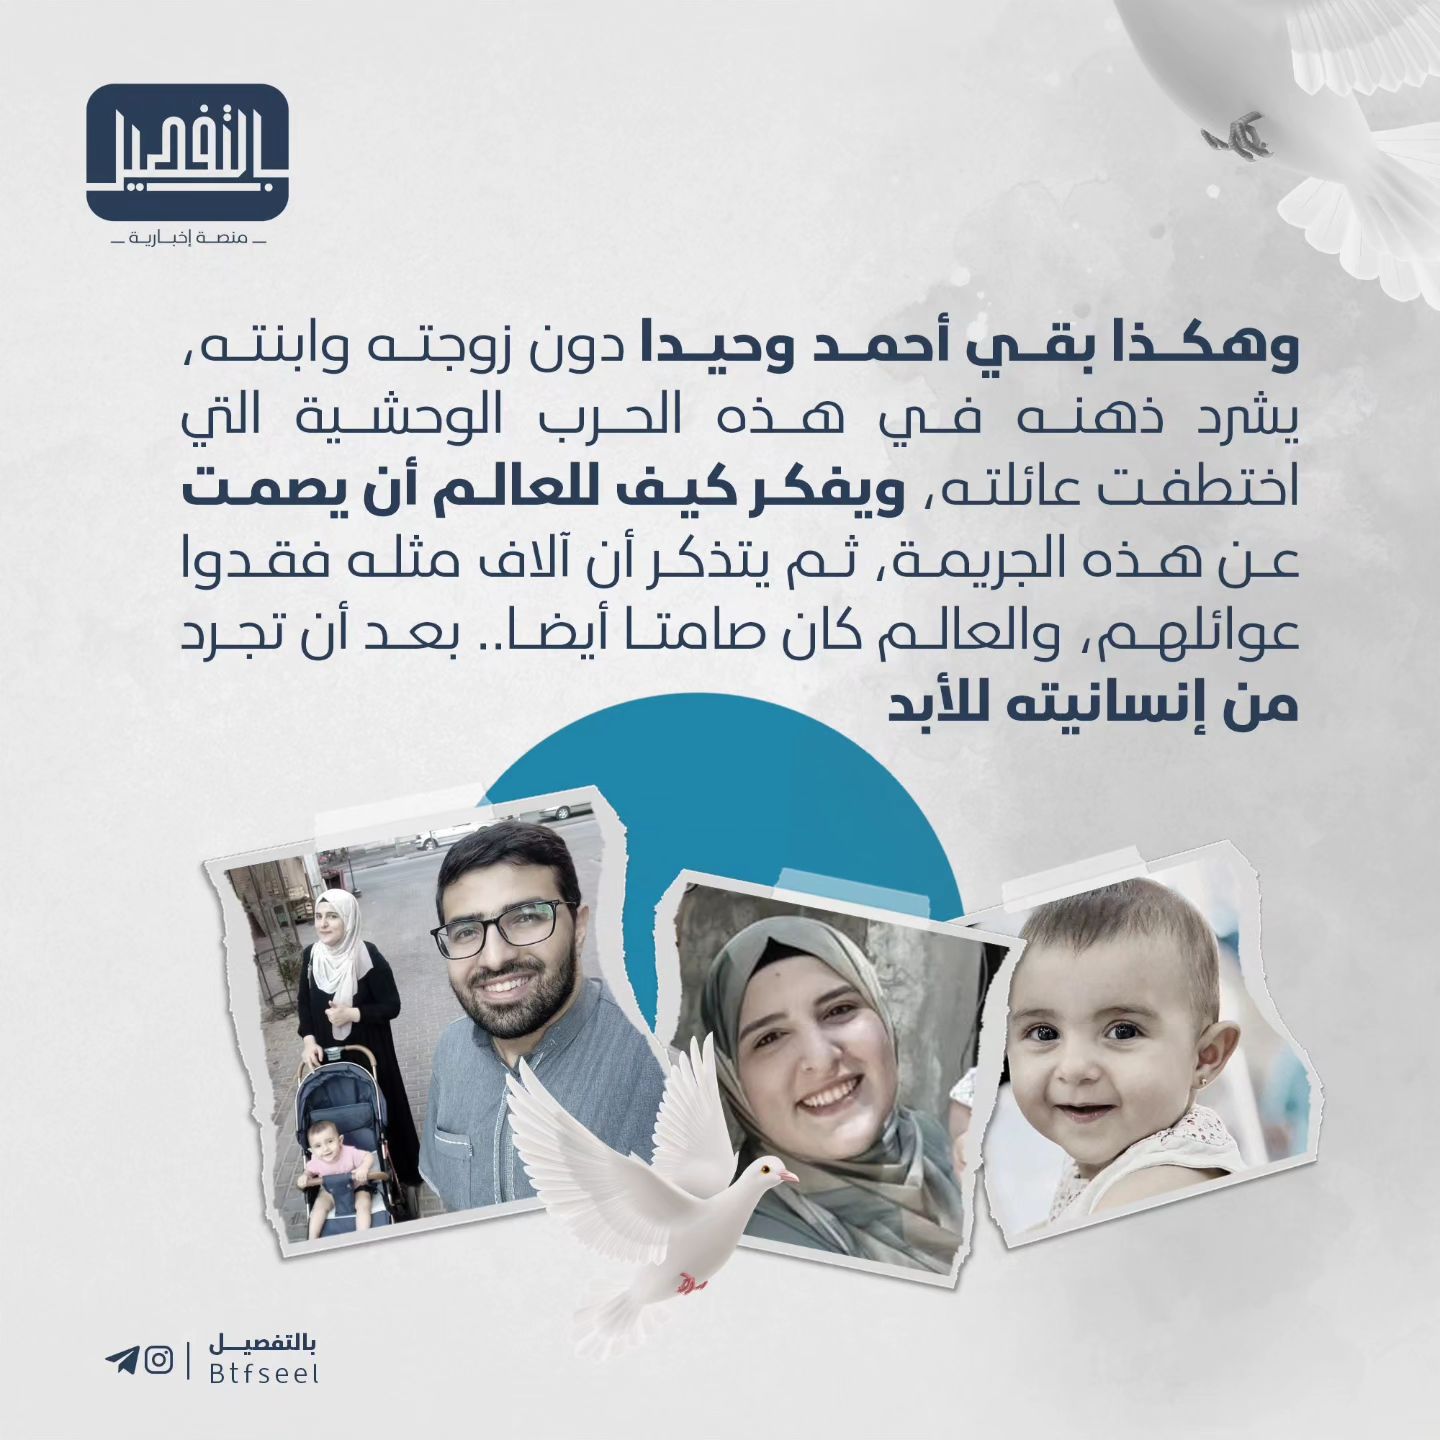 بالتفصيل
منصة إخبارية
وهكذا بقي أحمد وحيدا دون زوجته وابنته،
يشرد ذهنه في هذه الحرب الوحشية التي
اختطفت عائلته، ويفكر كيف للعالم أن يصمت
عن هذه الجريمة، ثم يتذكر أن آلاف مثله فقدوا
عوائلهم، والعالم كان صامتا أيضا.. بعد أن تجرد
من إنسانيته للأبد
بالتفصيل
Btfseel